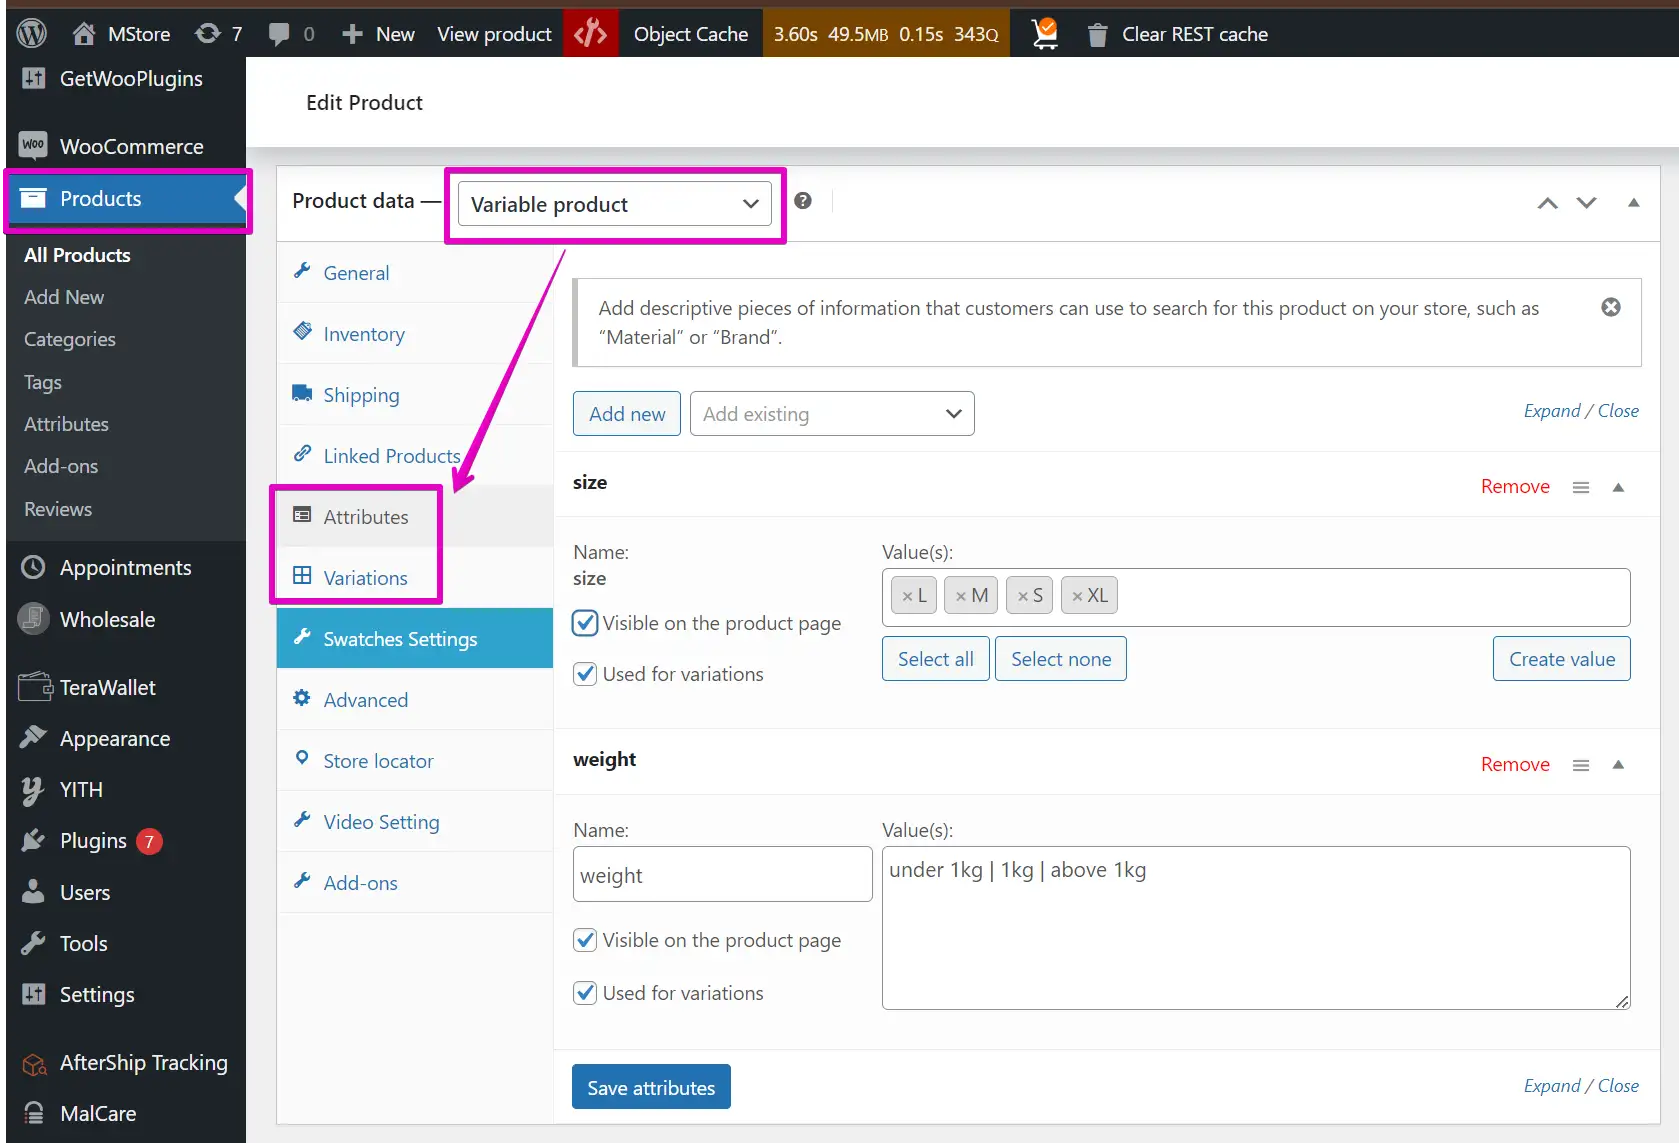 MStore 7 0 New View product Object Cache 3.60s 49.5MB 0.15s 343Q Clear REST cache
GetWooPlugins
WooCommerce
Products
All Products
Add New
Categories
Tags
Attributes
Add-ons
Reviews
Appointments
Wholesale
TeraWallet
Appearance
YITH
Plugins 7
Users
Tools
Settings
AfterShip Tracking
MalCare
Edit Product
Product data — Variable product ?
General
Inventory
Shipping
Linked Products
Attributes
Variations
Swatches Settings
Advanced
Store locator
Video Setting
Add-ons
Add descriptive pieces of information that customers can use to search for this product on your store, such as
“Material” or “Brand”.
Add new Add existing Expand / Close
size Remove
Name:
size
Visible on the product page
Used for variations
Value(s):
× L × M × S × XL
Select all Select none Create value
weight Remove
Name:
weight
Visible on the product page
Used for variations
Value(s):
under 1kg | 1kg | above 1kg
Save attributes Expand / Close